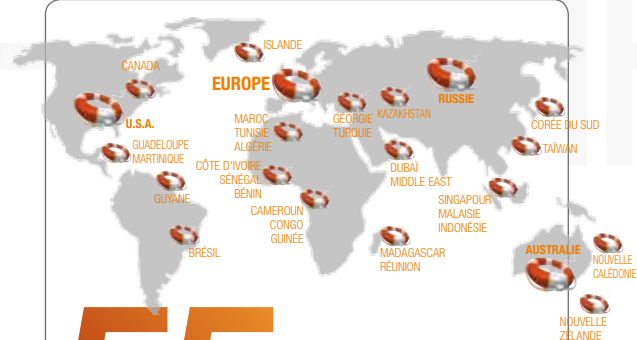 ISLANDE
CANADA
EUROPE
RUSSIE
U.S.A.
GÉORGIE
TURQUIE
KAZAKHSTAN
MAROC
TUNISIE
ALGÉRIE
CORÉE DU SUD
TAÏWAN
GUADELOUPE
MARTINIQUE
CÔTE D'IVOIRE
SÉNÉGAL
BÉNIN
DUBAÏ
MIDDLE EAST
GUYANE
SINGAPOUR
MALAISIE
INDONÉSIE
CAMEROUN
CONGO
GUINÉE
BRÉSIL
MADAGASCAR
RÉUNION
AUSTRALIE
NOUVELLE
CALÉDONIE
NOUVELLE
ZÉLANDE